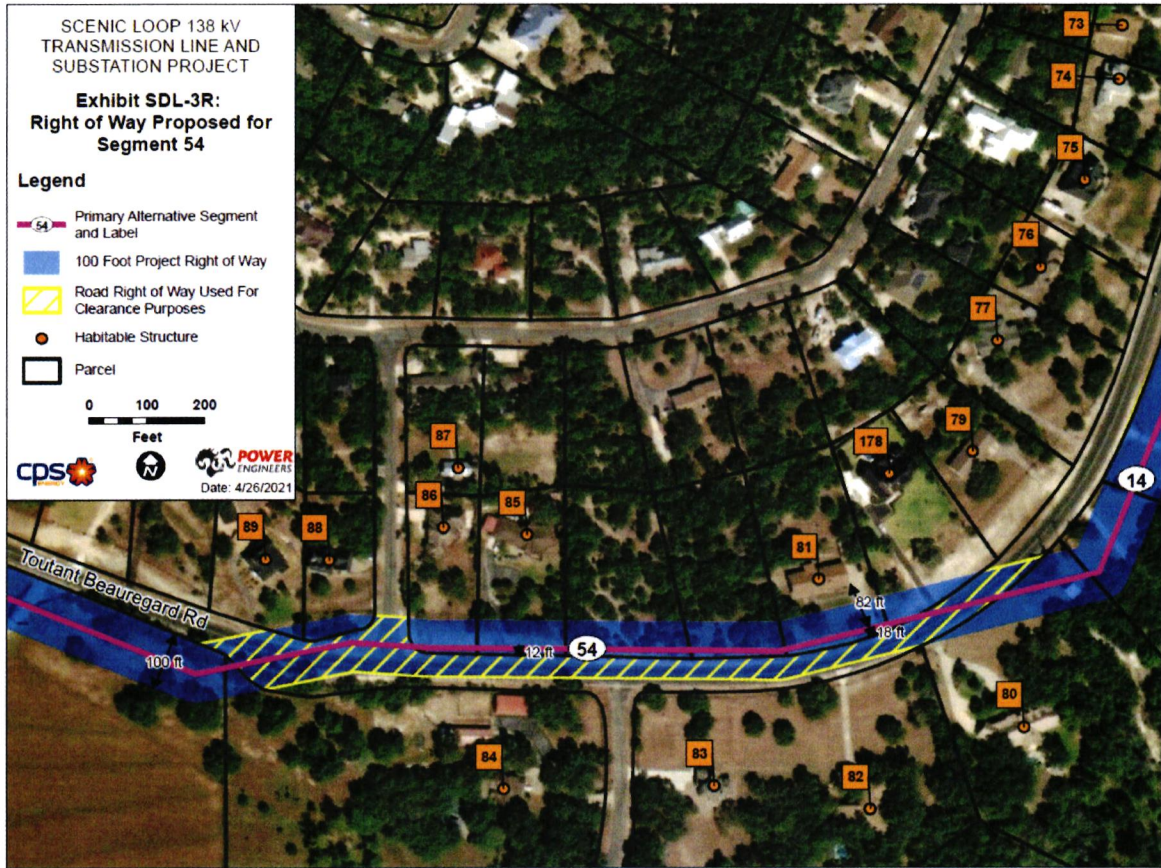 SCENIC LOOP 138 kV
TRANSMISSION LINE AND
SUBSTATION PROJECT
Exhibit SDL-3R:
Right of Way Proposed for
Segment 54
Legend
54
Primary Alternative Segment
and Label
100 Foot Project Right of Way
Road Right of Way Used For
Clearance Purposes
Habitable Structure
Parcel
0 100 200
Feet
cps
ENERGY
N
POWER
ENGINEERS
Date: 4/26/2021
73
74
75
76
77
79
178
87
86
85
89
88
81
14
Toutant Beauregard Rd
82 ft
18 ft
100 ft
12 ft
54
80
84
83
82